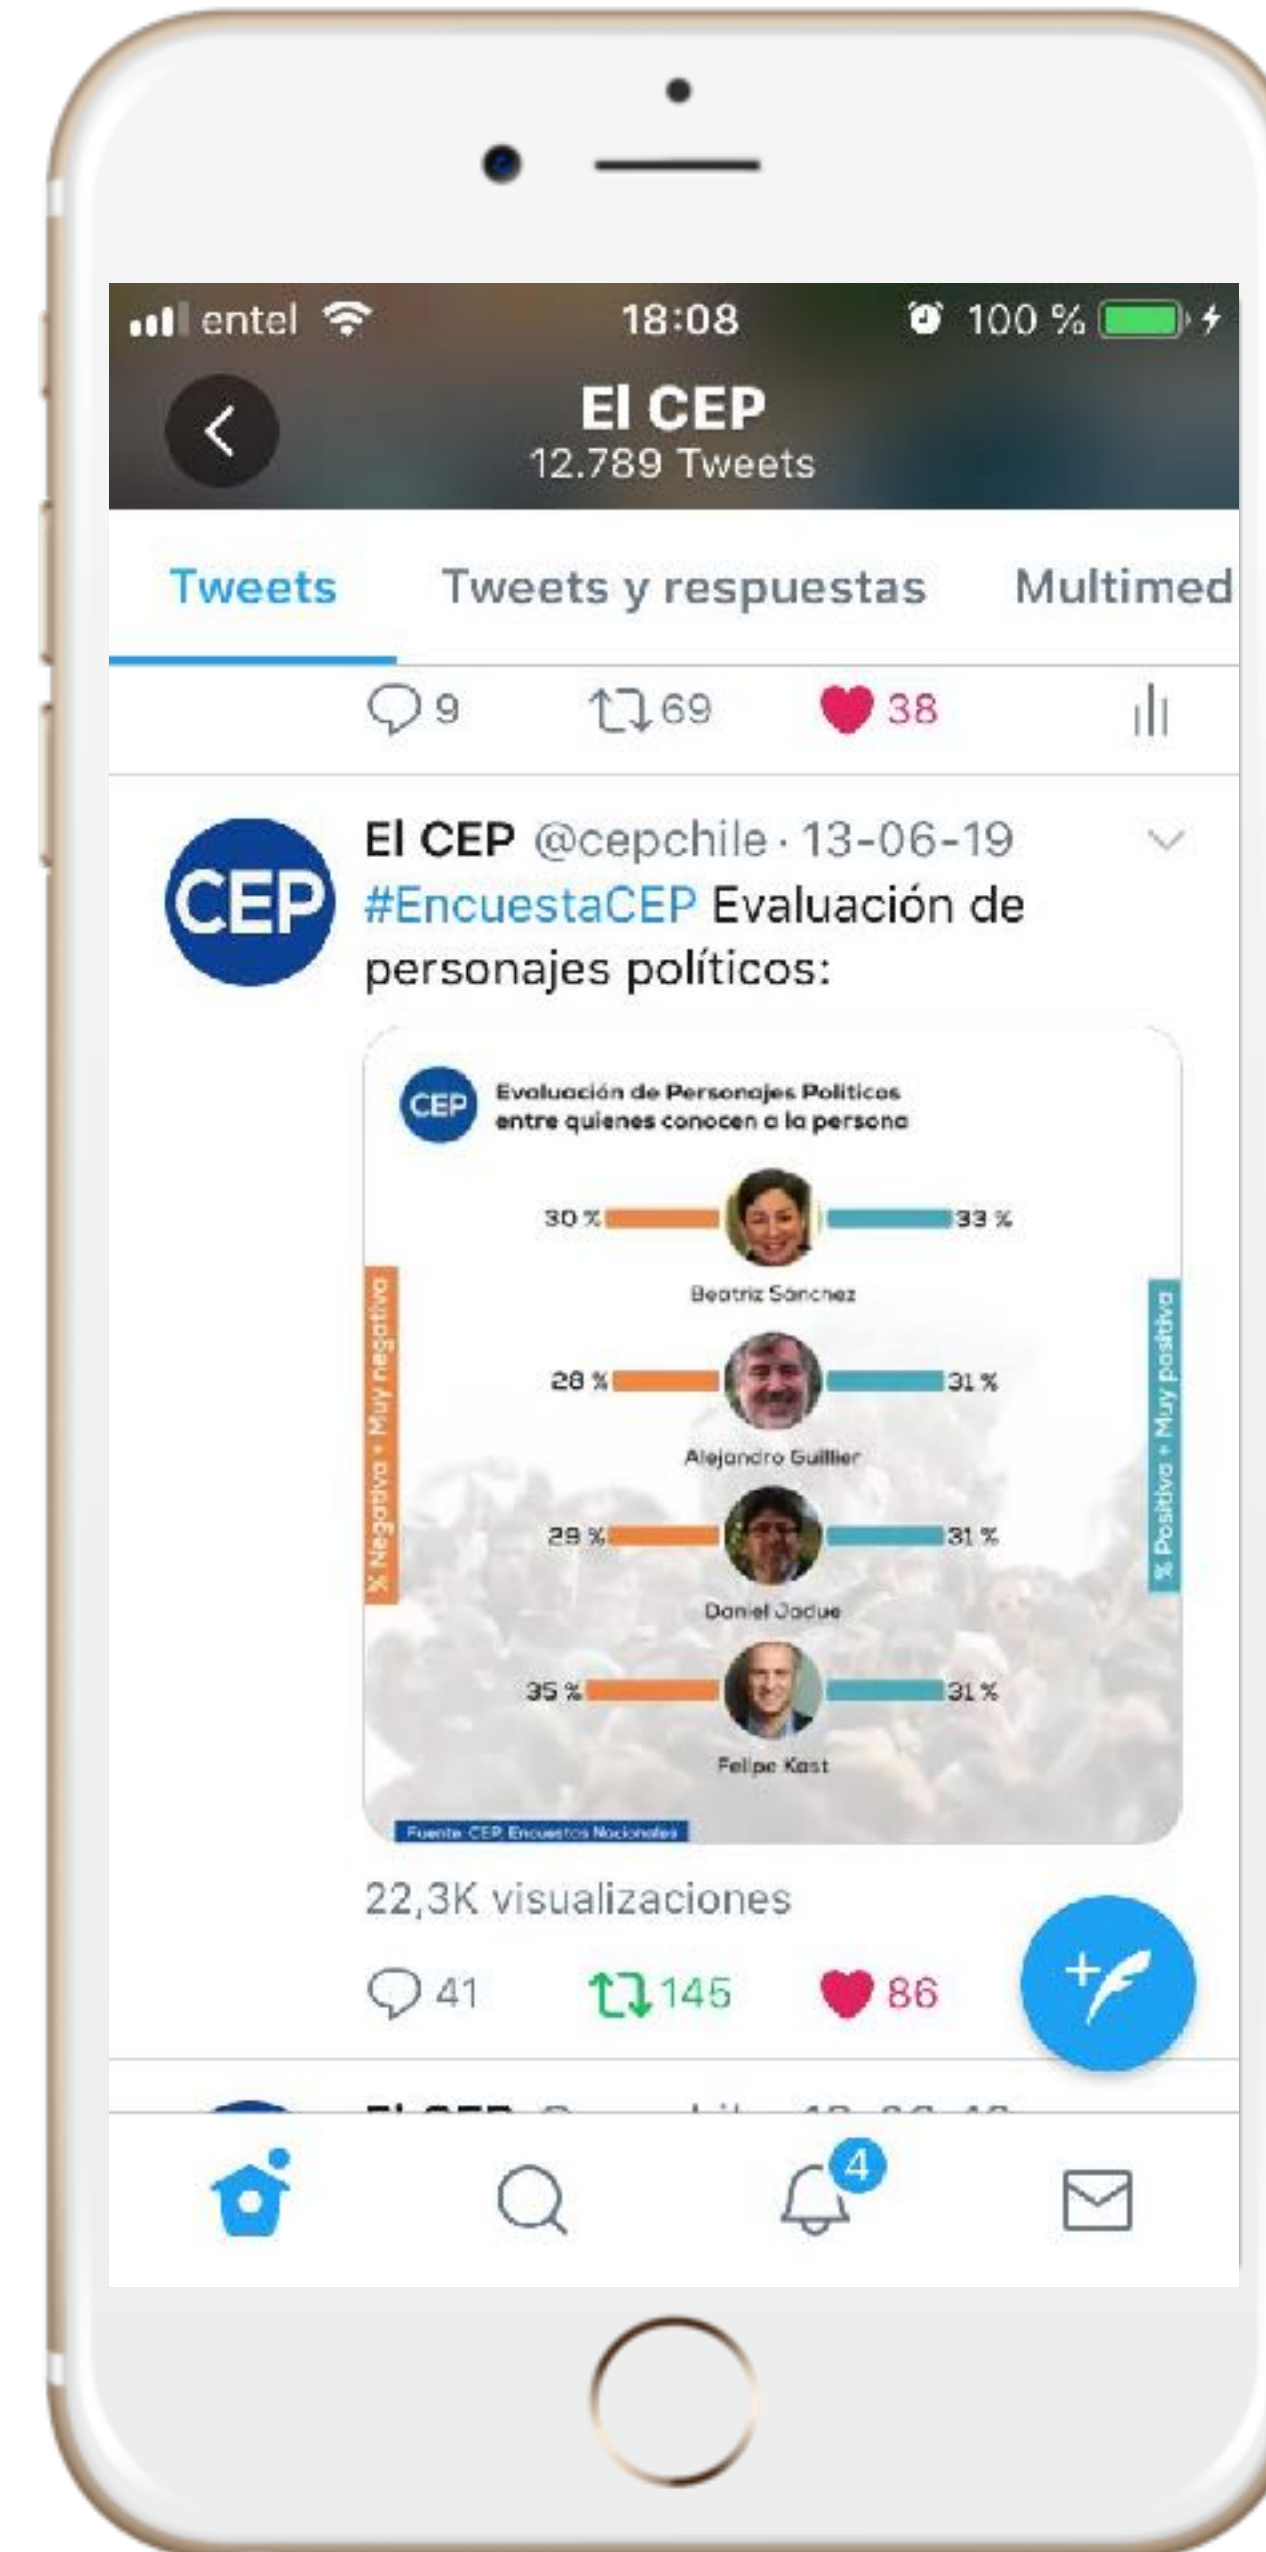 entel 18:08 100 %
El CEP
12.789 Tweets
Tweets Tweets y respuestas Multimed
9 69 38
CEP
El CEP @cepchile · 13-06-19
#EncuestaCEP Evaluación de
personajes políticos:
CEP
Evaluación de Personajes Políticos
entre quienes conocen a la persona
30 % 33 %
Beatriz Sánchez
% Negativa + Muy negativa
% Positiva + Muy positiva
28 % 31 %
Alejandro Guillier
29 % 31 %
Daniel Jadue
35 % 31 %
Felipe Kast
Fuente: CEP, Encuestas Nacionales
22,3K visualizaciones
41 145 86
4